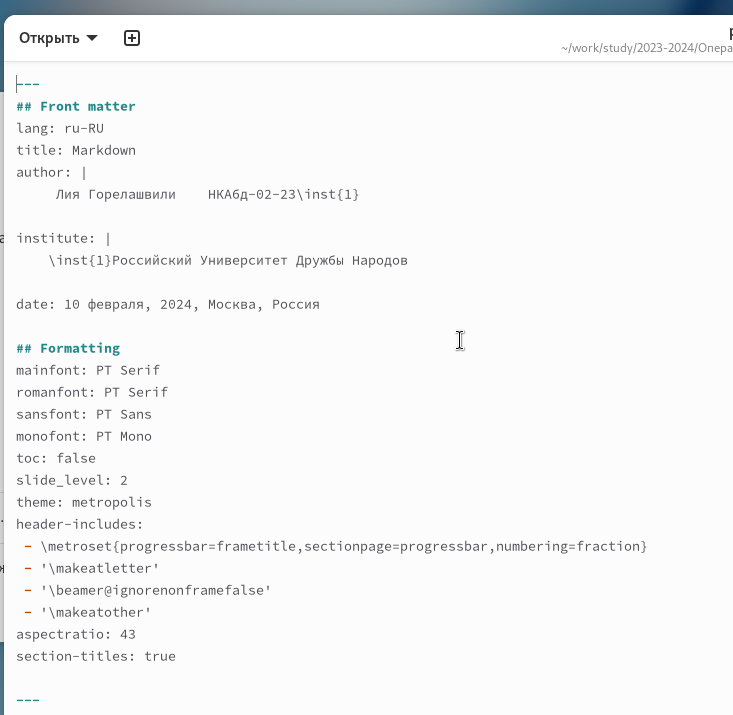 Открыть
~/work/study/2023-2024/Опера
---
## Front matter
lang: ru-RU
title: Markdown
author: |
Лия Горелашвили НКАбд-02-23\inst{1}
institute: |
\inst{1}Российский Университет Дружбы Народов
date: 10 февраля, 2024, Москва, Россия
## Formatting
mainfont: PT Serif
romanfont: PT Serif
sansfont: PT Sans
monofont: PT Mono
toc: false
slide_level: 2
theme: metropolis
header-includes:
- \metroset{progressbar=frametitle,sectionpage=progressbar,numbering=fraction}
- '\makeatletter'
- '\beamer@ignorenonframefalse'
- '\makeatother'
aspectratio: 43
section-titles: true
---